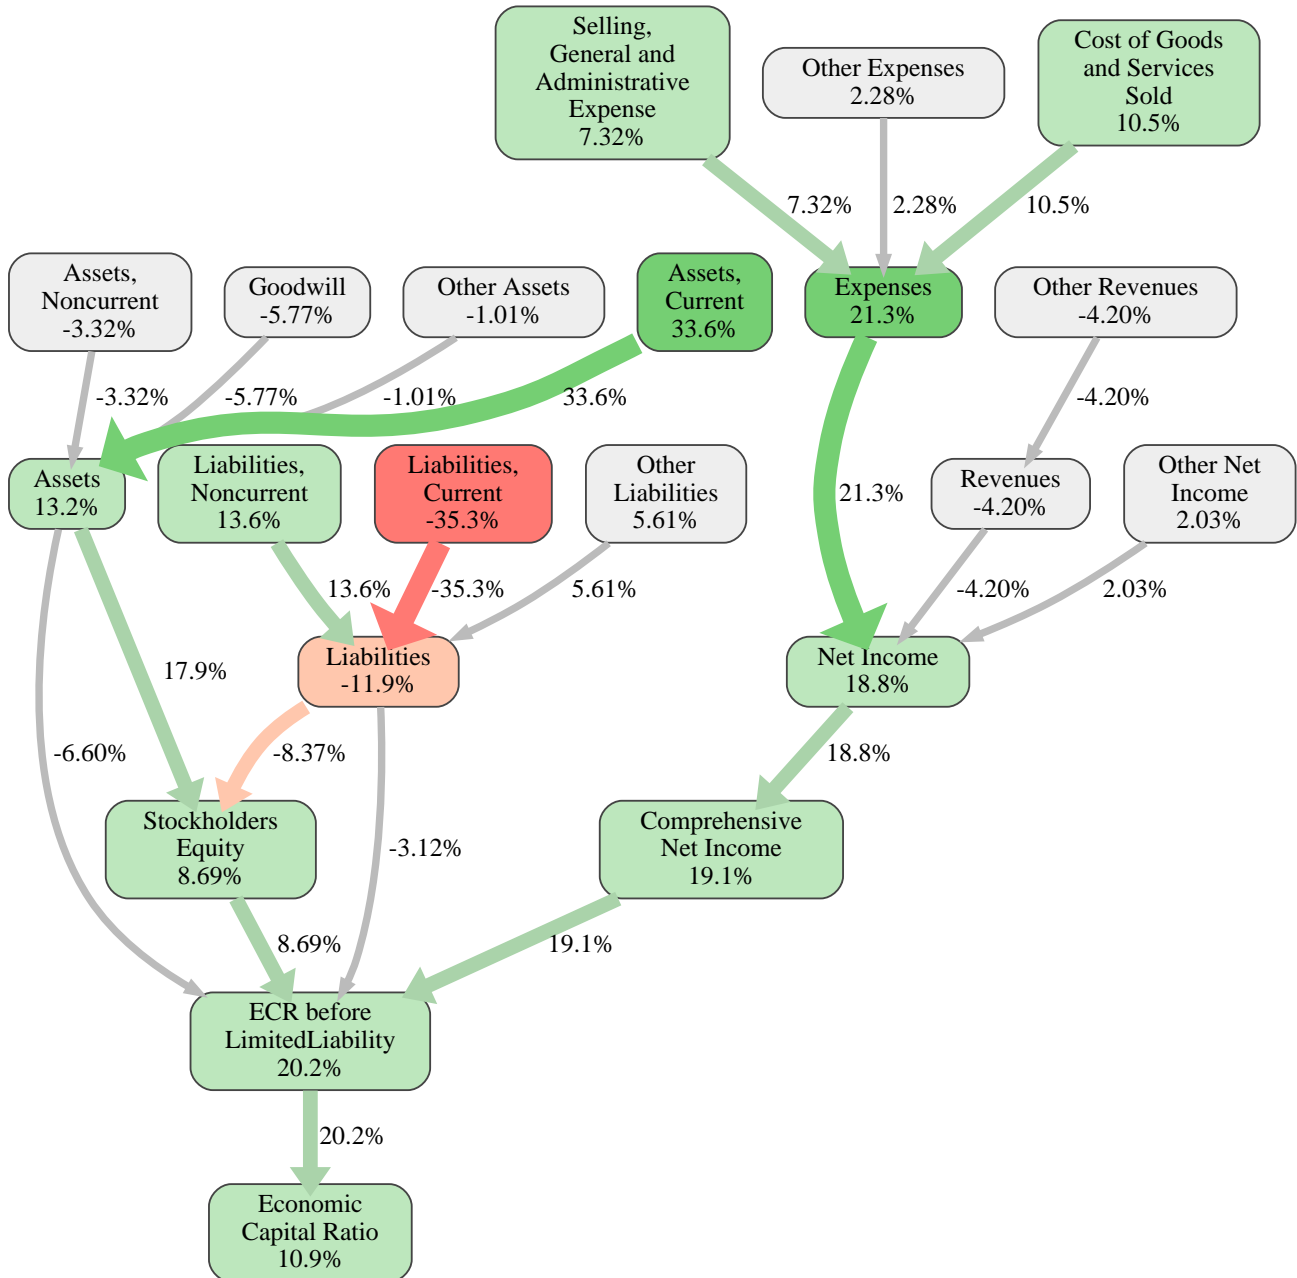 Selling,
General and
Administrative
Expense
7.32%
Other Expenses
2.28%
Cost of Goods
and Services
Sold
10.5%
7.32%
2.28%
10.5%
Assets,
Noncurrent
-3.32%
Goodwill
-5.77%
Other Assets
-1.01%
Assets,
Current
33.6%
Expenses
21.3%
Other Revenues
-4.20%
-3.32%
-5.77%
-1.01%
33.6%
-4.20%
Assets
13.2%
Liabilities,
Noncurrent
13.6%
Liabilities,
Current
-35.3%
Other
Liabilities
5.61%
21.3%
Revenues
-4.20%
Other Net
Income
2.03%
13.6%
-35.3%
5.61%
-4.20%
2.03%
17.9%
Liabilities
-11.9%
Net Income
18.8%
-6.60%
-8.37%
18.8%
Stockholders
Equity
8.69%
-3.12%
Comprehensive
Net Income
19.1%
8.69%
19.1%
ECR before
LimitedLiability
20.2%
20.2%
Economic
Capital Ratio
10.9%